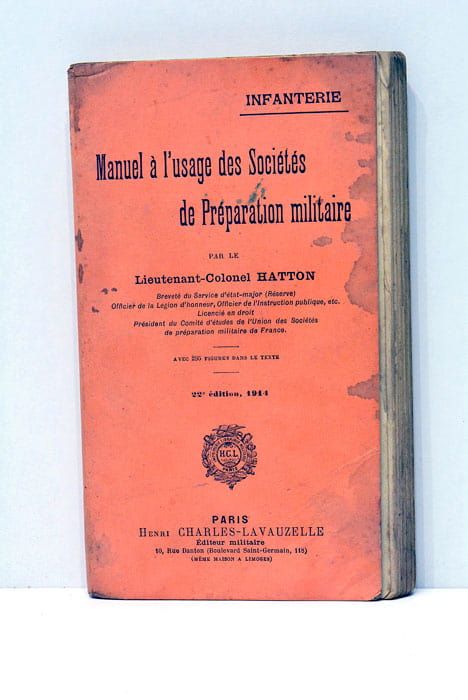 INFANTERIE
Manuel à l'usage des Sociétés
de Préparation militaire
PAR LE
Lieutenant-Colonel HATTON
Breveté du Service d'état-major (Réserve)
Officier de la Légion d'honneur, Officier de l'Instruction publique, etc.
Licencié en droit
Président du Comité d'études de l'Union des Sociétés
de préparation militaire de France.
AVEC 285 FIGURES DANS LE TEXTE
22e édition, 1914
H.C.L
PARIS
PARIS
HENRI CHARLES-LAVAUZELLE
Éditeur militaire
10, Rue Danton (Boulevard Saint-Germain, 118)
(MÊME MAISON A LIMOGES)